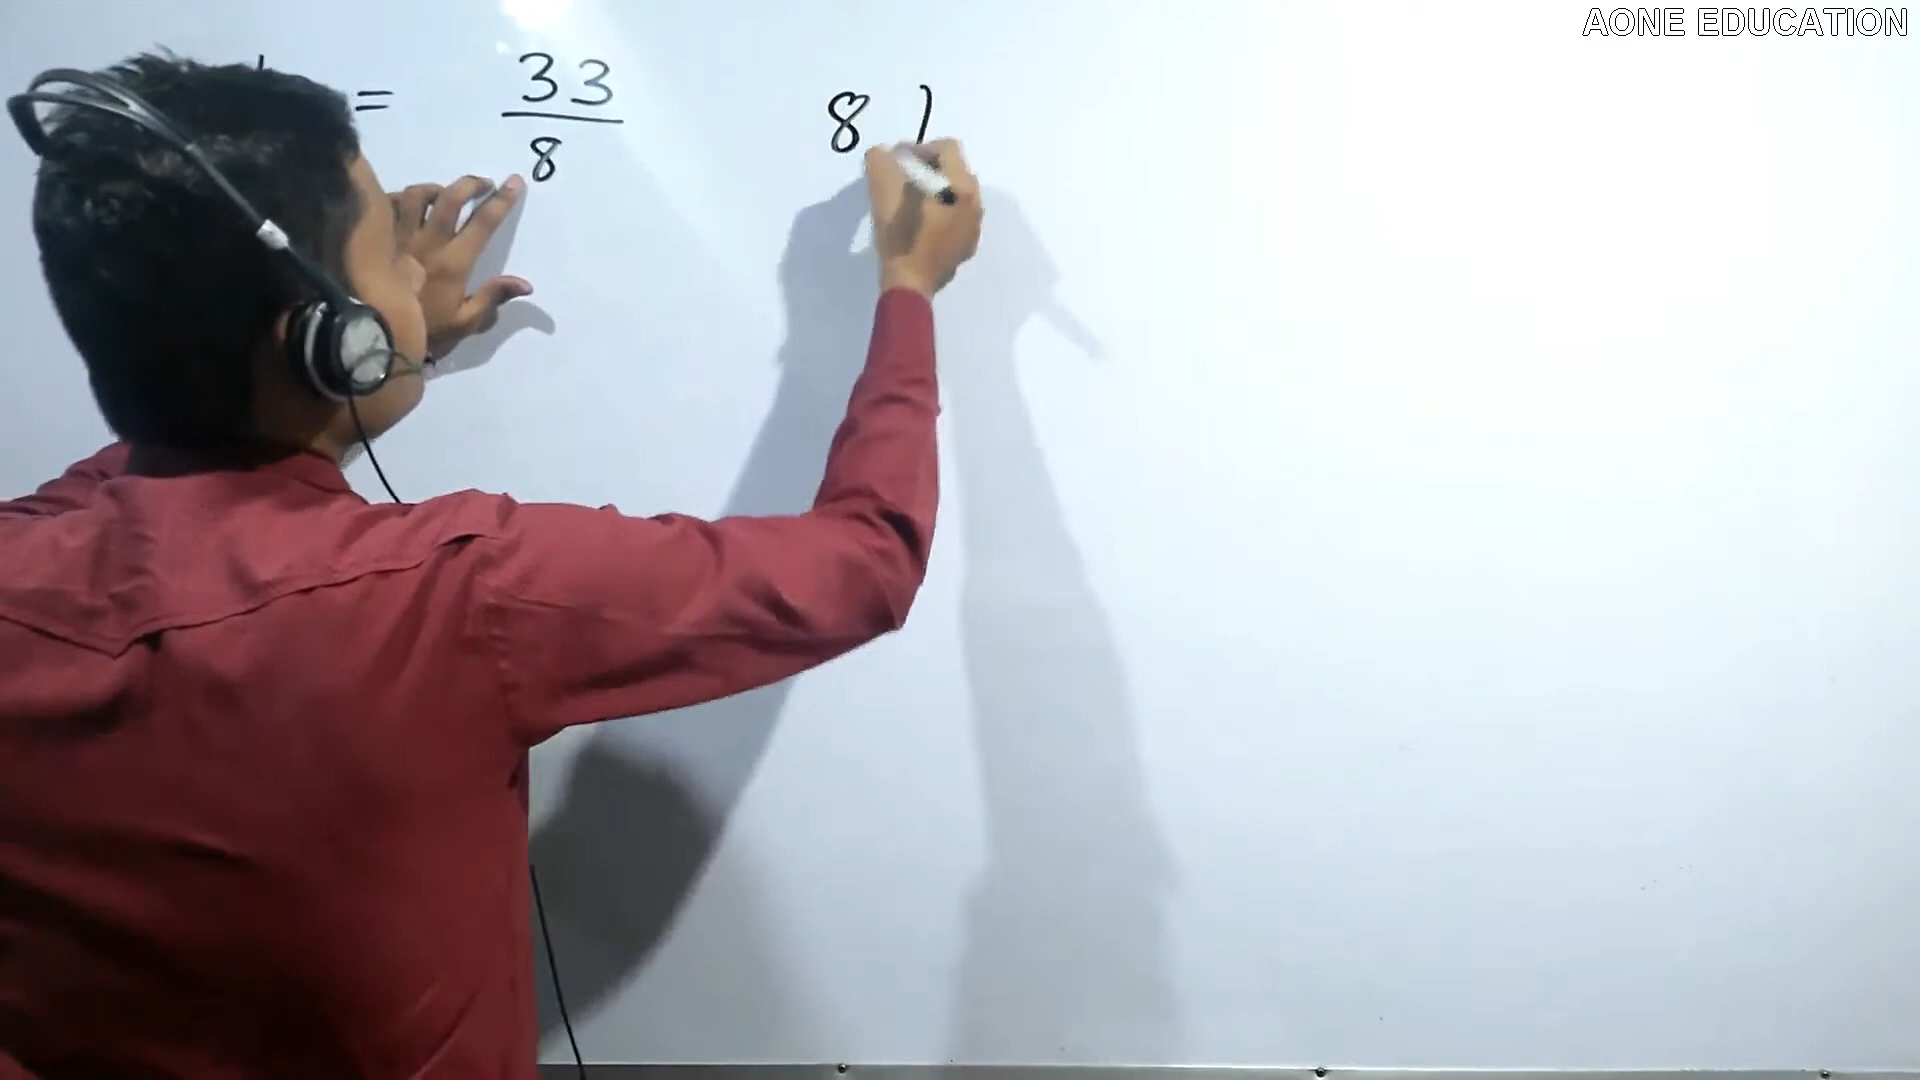 AONE EDUCATION
= 33/8
8 )